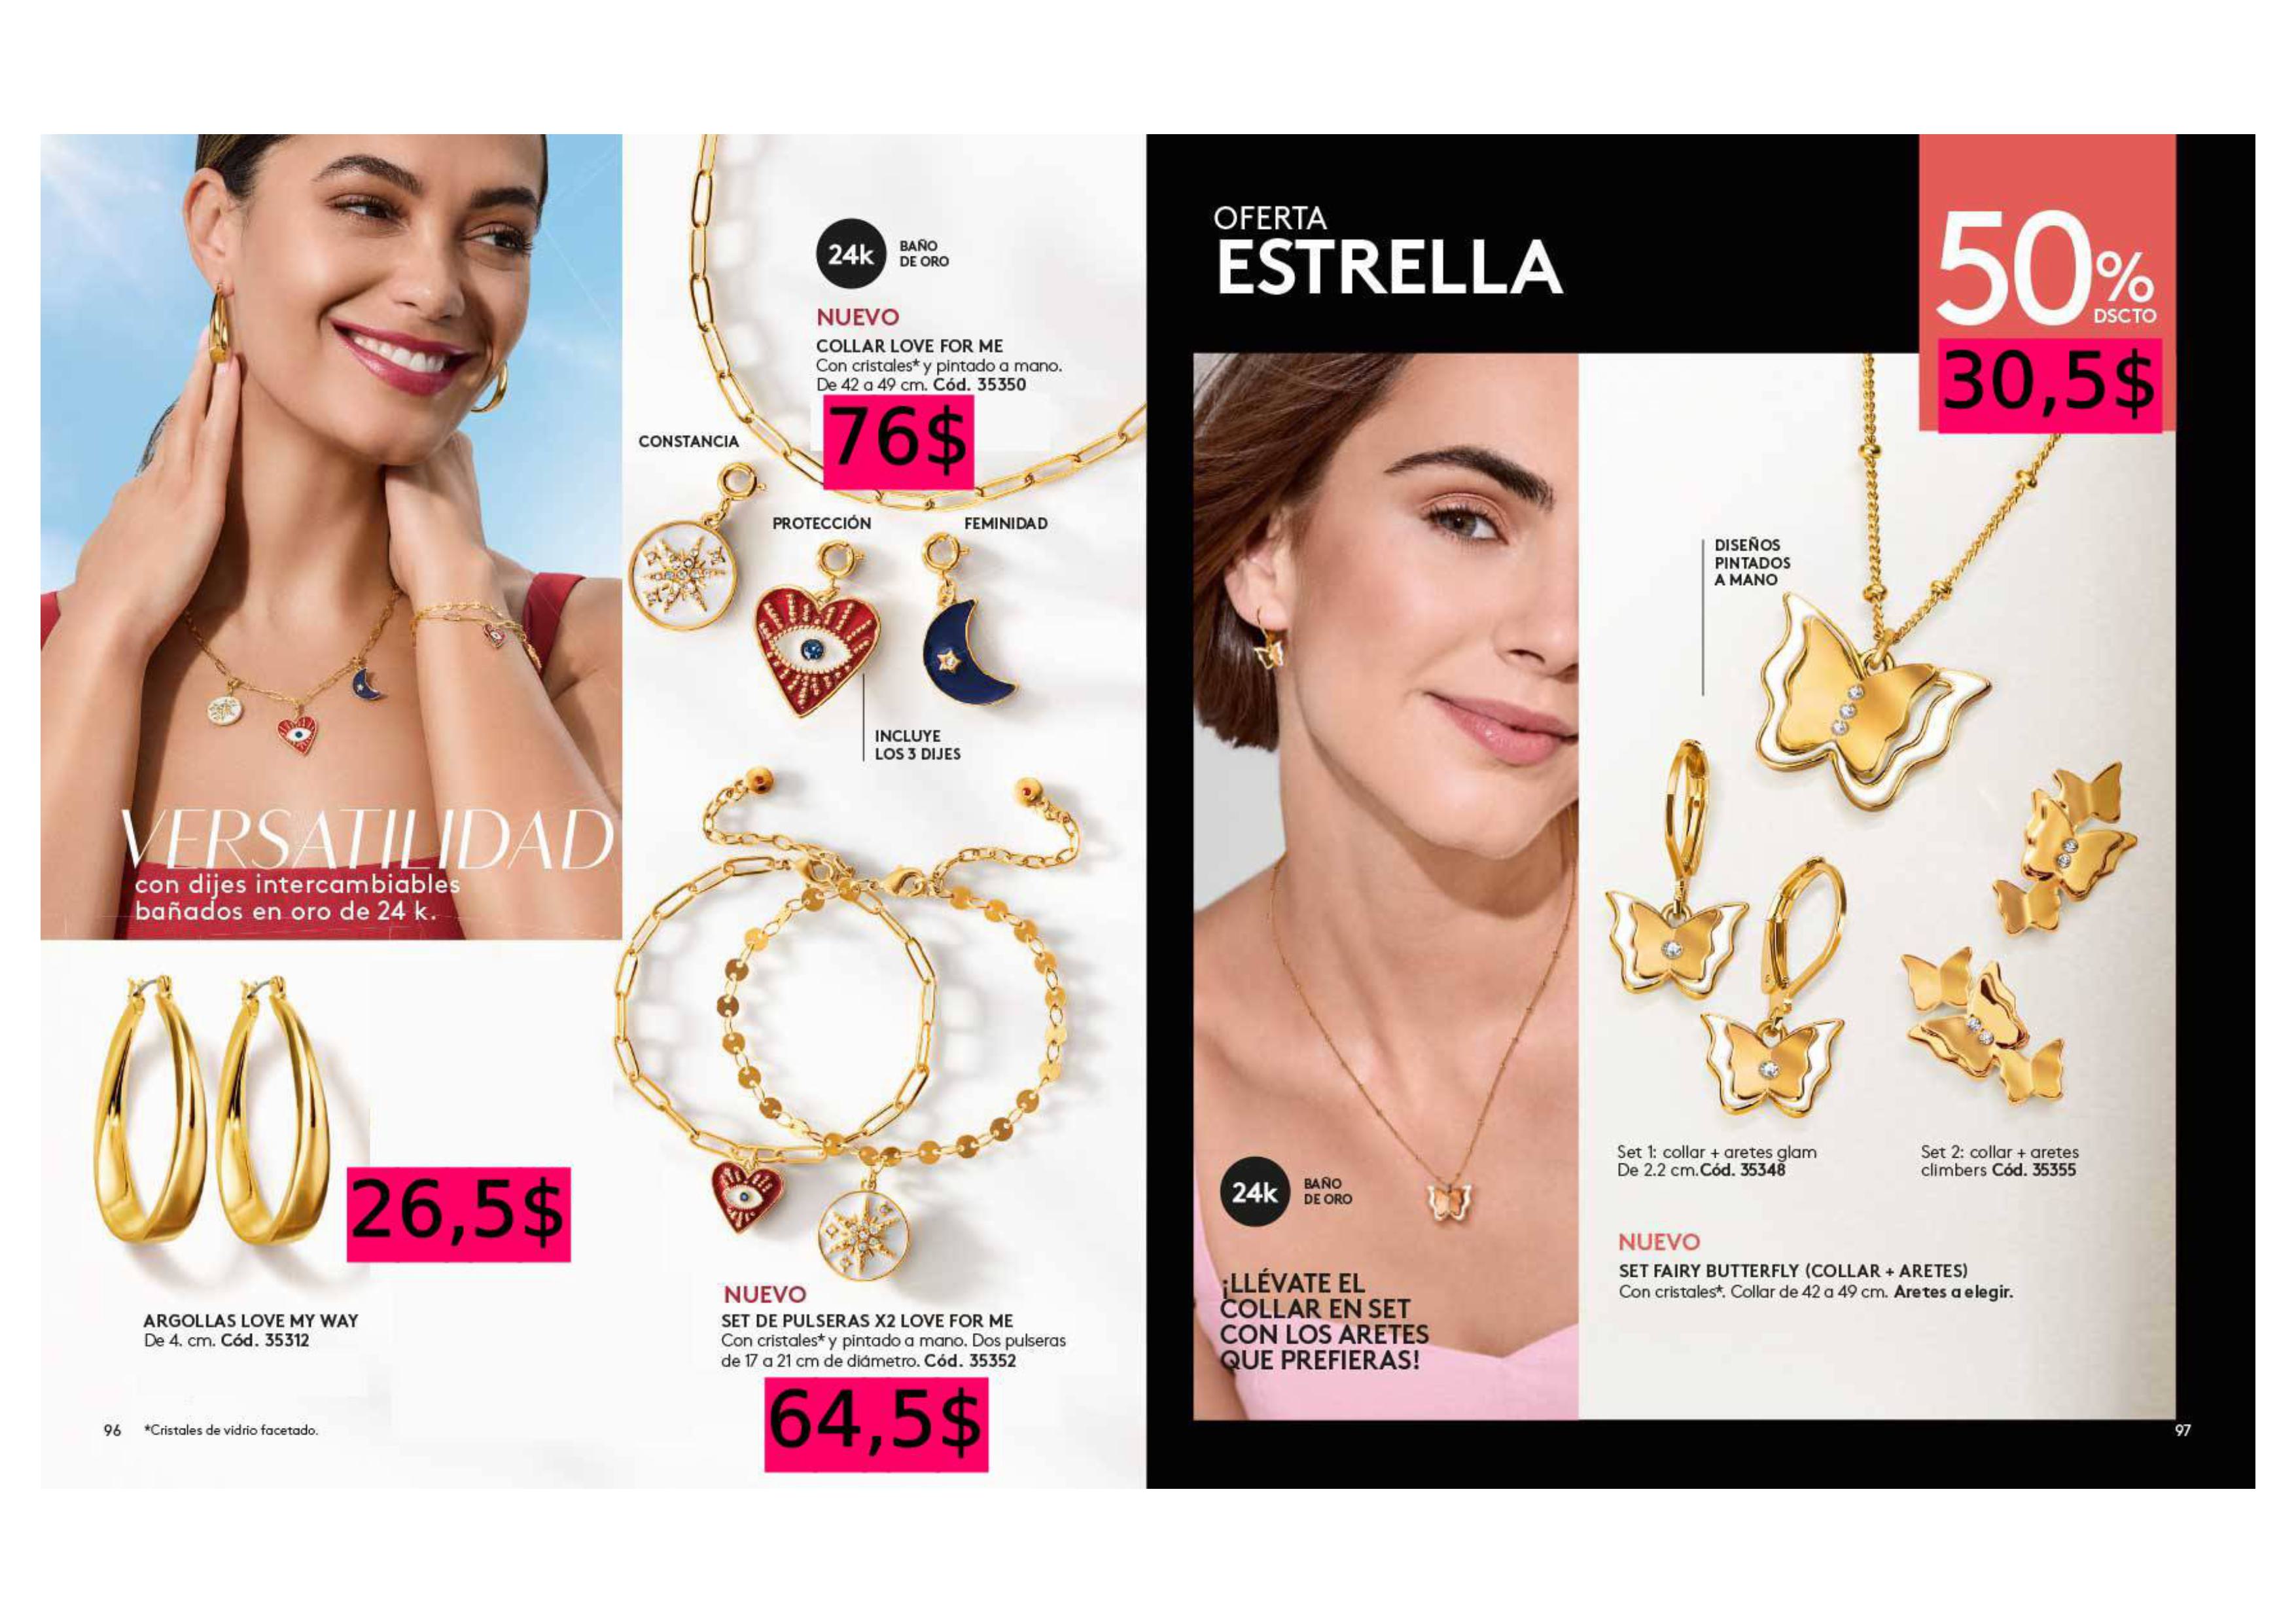 VERSATILIDAD
con dijes intercambiables
bañados en oro de 24 k.
24k
BAÑO
DE ORO
NUEVO
COLLAR LOVE FOR ME
Con cristales* y pintado a mano.
De 42 a 49 cm. Cód. 35350
76$
CONSTANCIA
PROTECCIÓN
FEMINIDAD
INCLUYE
LOS 3 DIJES
26,5$
ARGOLLAS LOVE MY WAY
De 4. cm. Cód. 35312
NUEVO
SET DE PULSERAS X2 LOVE FOR ME
Con cristales* y pintado a mano. Dos pulseras
de 17 a 21 cm de diámetro. Cód. 35352
64,5$
96 *Cristales de vidrio facetado.
OFERTA
ESTRELLA
50%
DSCTO
30,5$
DISEÑOS
PINTADOS
A MANO
24k
BAÑO
DE ORO
¡LLÉVATE EL
COLLAR EN SET
CON LOS ARETES
QUE PREFIERAS!
Set 1: collar + aretes glam
De 2.2 cm. Cód. 35348
Set 2: collar + aretes
climbers Cód. 35355
NUEVO
SET FAIRY BUTTERFLY (COLLAR + ARETES)
Con cristales*. Collar de 42 a 49 cm. Aretes a elegir.
97